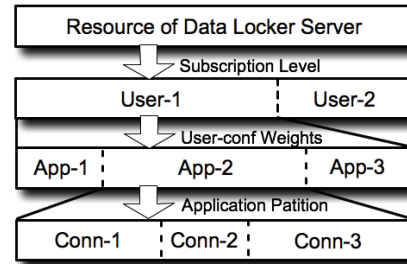 Resource of Data Locker Server
Subscription Level
User-1 User-2
User-conf Weights
App-1 App-2 App-3
Application Patition
Conn-1 Conn-2 Conn-3